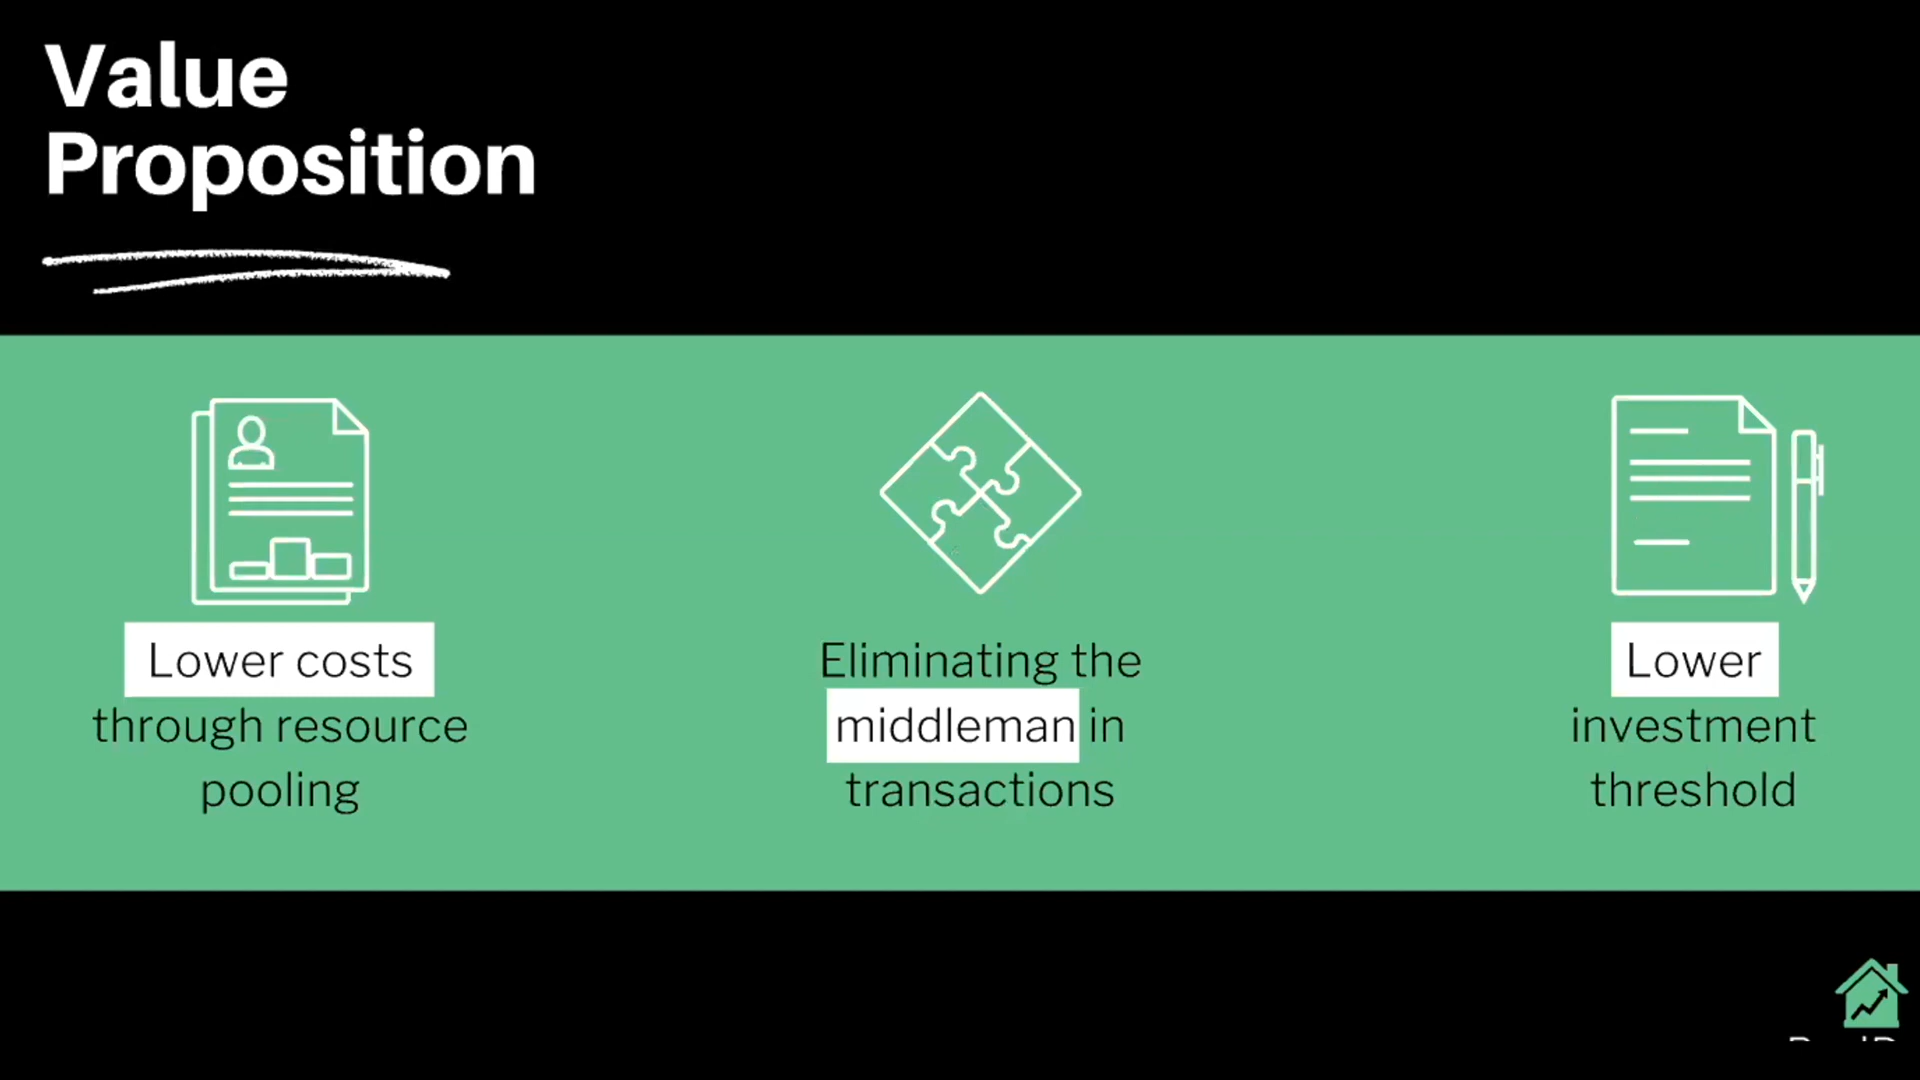 Value
Proposition
Lower costs
through resource
pooling
Eliminating the
middleman in
transactions
Lower
investment
threshold